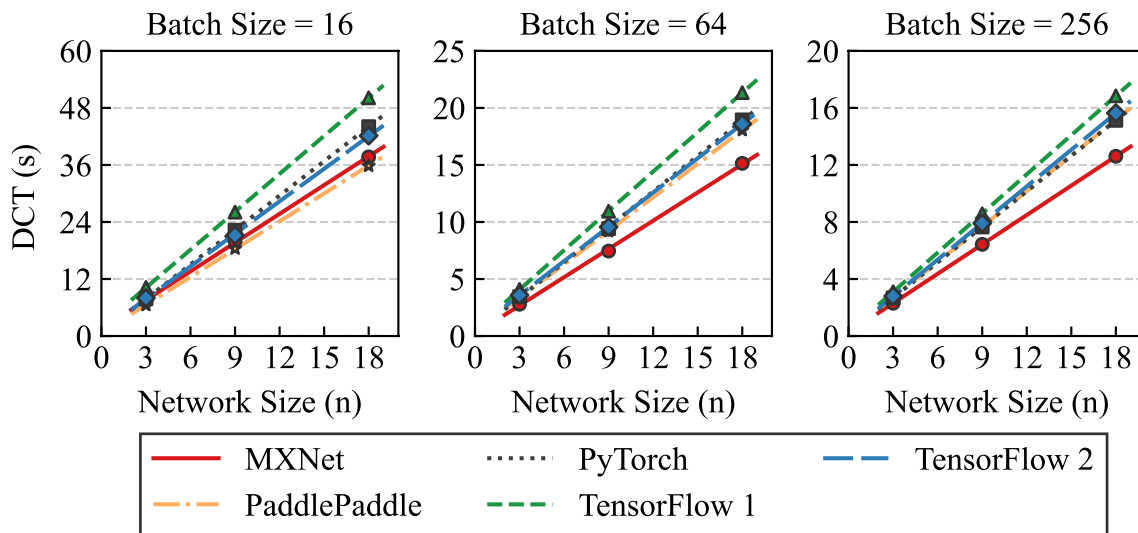 Batch Size = 16 Batch Size = 64 Batch Size = 256
60 25 20
48 20 16
36 15 12
24 10 8
12 5 4
0 0 0
0 3 6 9 12 15 18 0 3 6 9 12 15 18 0 3 6 9 12 15 18
DCT (s)
Network Size (n) Network Size (n) Network Size (n)
MXNet PyTorch TensorFlow 2
PaddlePaddle TensorFlow 1